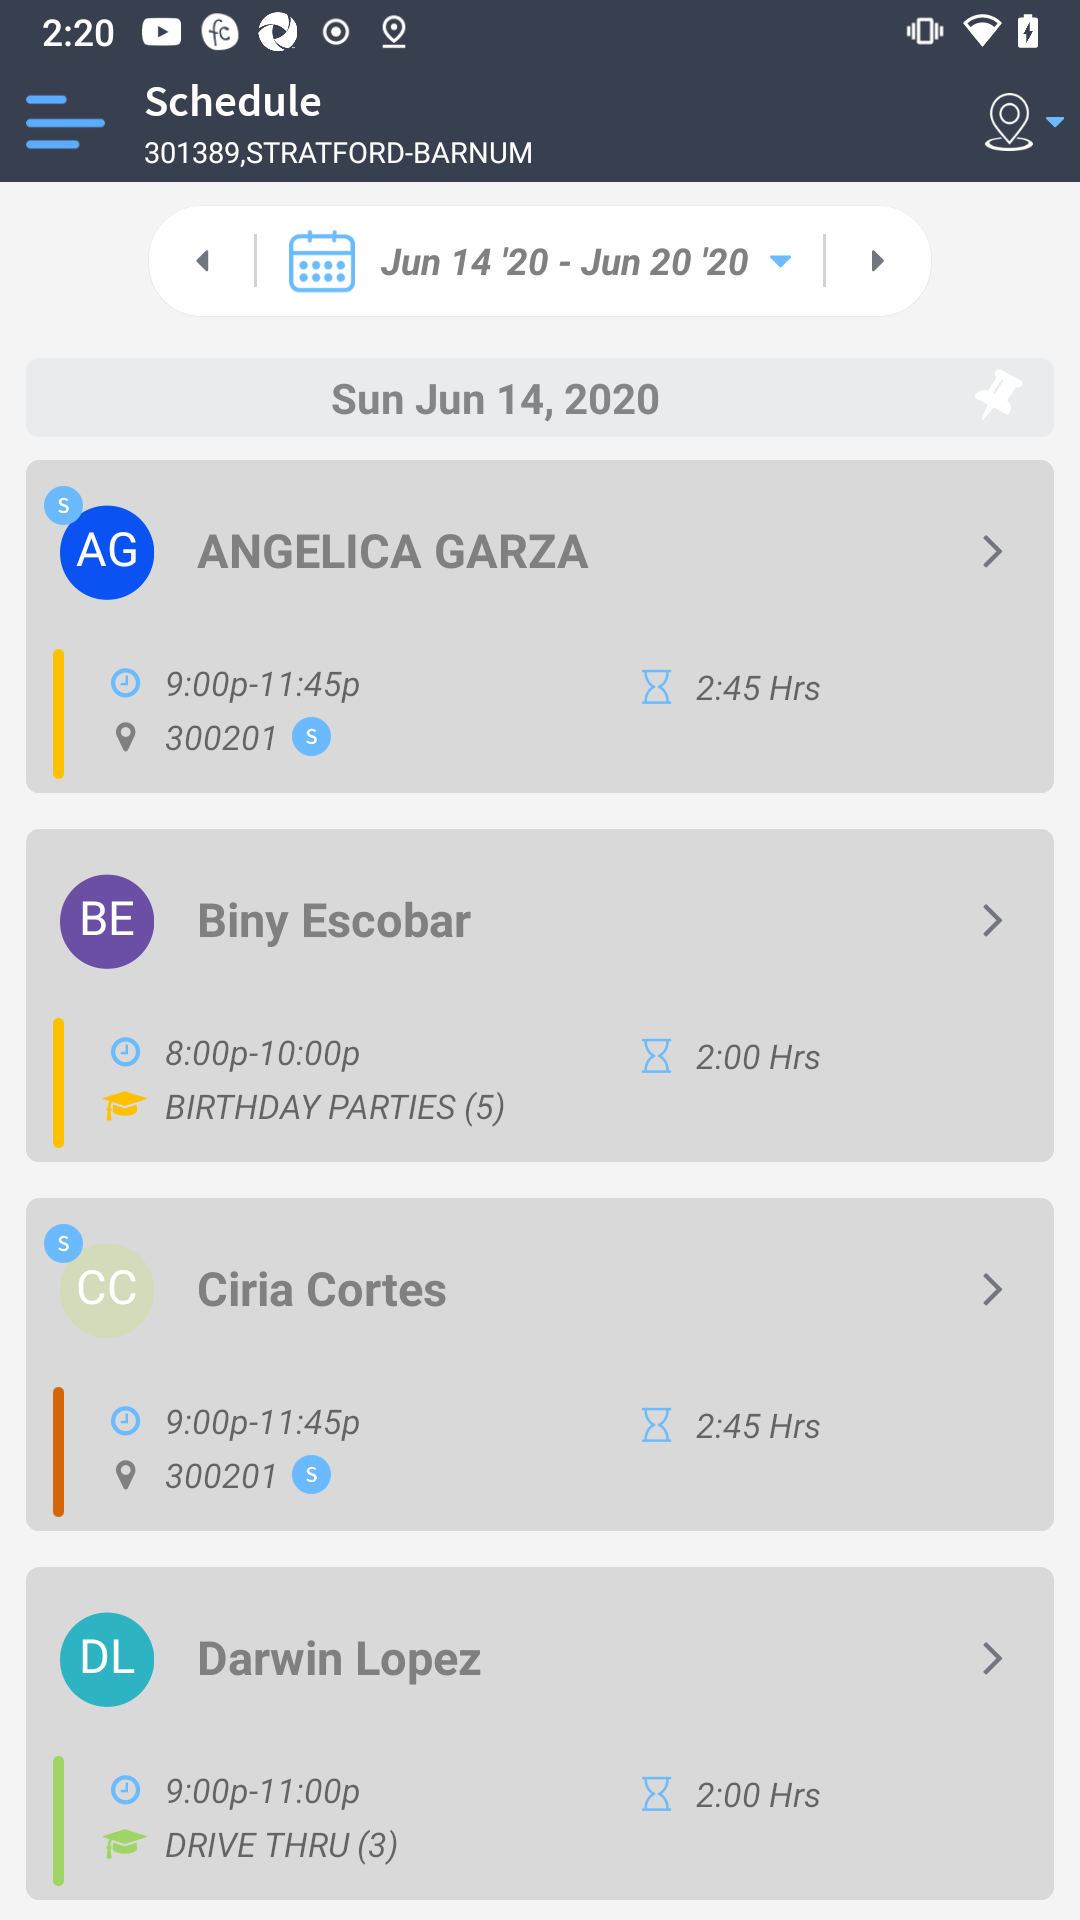 2:20
fc
Schedule
301389,STRATFORD-BARNUM
Jun 14 '20 - Jun 20 '20
Sun Jun 14, 2020
S
AG
ANGELICA GARZA
9:00p-11:45p
2:45 Hrs
300201 S
BE
Biny Escobar
8:00p-10:00p
2:00 Hrs
BIRTHDAY PARTIES (5)
S
CC
Ciria Cortes
9:00p-11:45p
2:45 Hrs
300201 S
DL
Darwin Lopez
9:00p-11:00p
2:00 Hrs
DRIVE THRU (3)